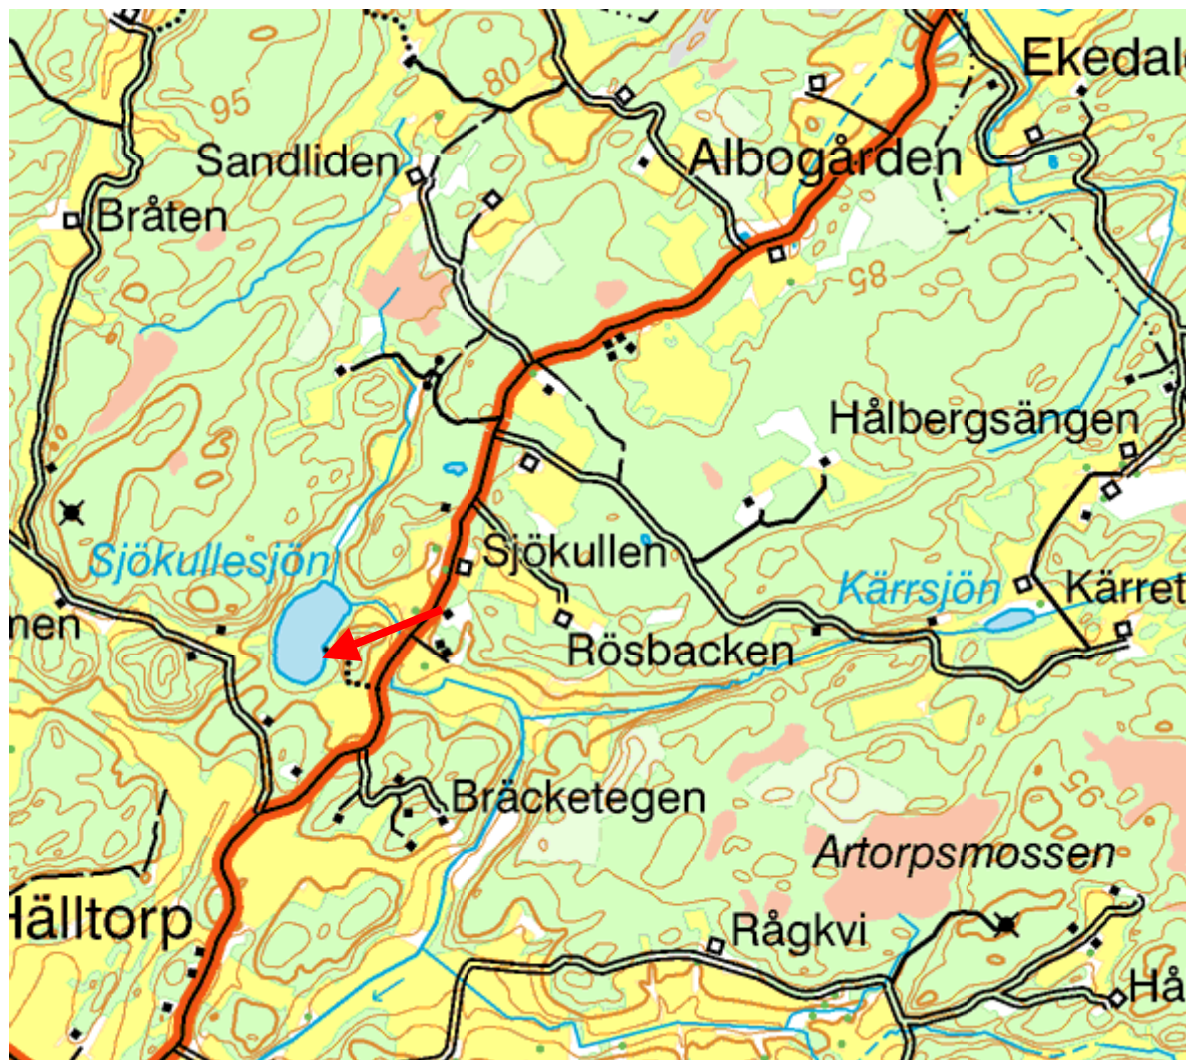 Ekedal
80
95
Sandliden
Albogården
Bråten
85
Hålbergsängen
Sjökullen
Sjökullesjön
Kärrsjön
Kärret
nen
Rösbacken
Bräcketegen
95
Artorpsmossen
Hälltorp
Rågkvi
Hå